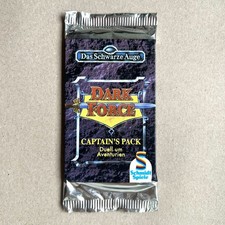 Das Schwarze Auge
DARK
FORCE
CAPTAIN'S PACK
Duell um
Aventurien
S
Schmidt
Spiele